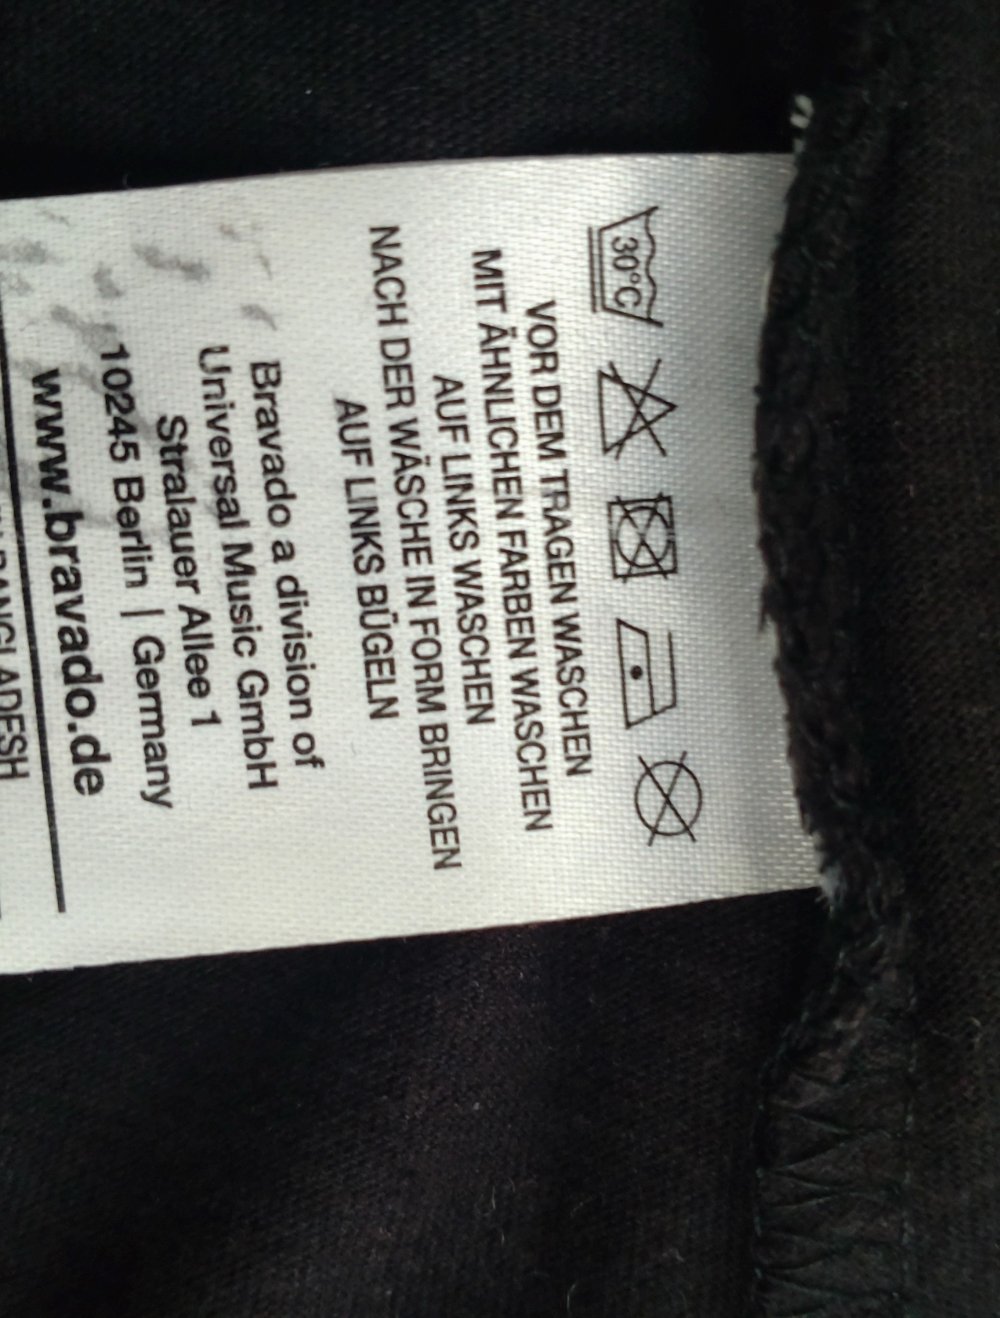 30°C
VOR DEM TRAGEN WASCHEN
MIT ÄHNLICHEN FARBEN WASCHEN
AUF LINKS WASCHEN
NACH DER WÄSCHE IN FORM BRINGEN
AUF LINKS BÜGELN
Bravado a division of
Universal Music GmbH
Stralauer Allee 1
10245 Berlin | Germany
www.bravado.de
BANGLADESH